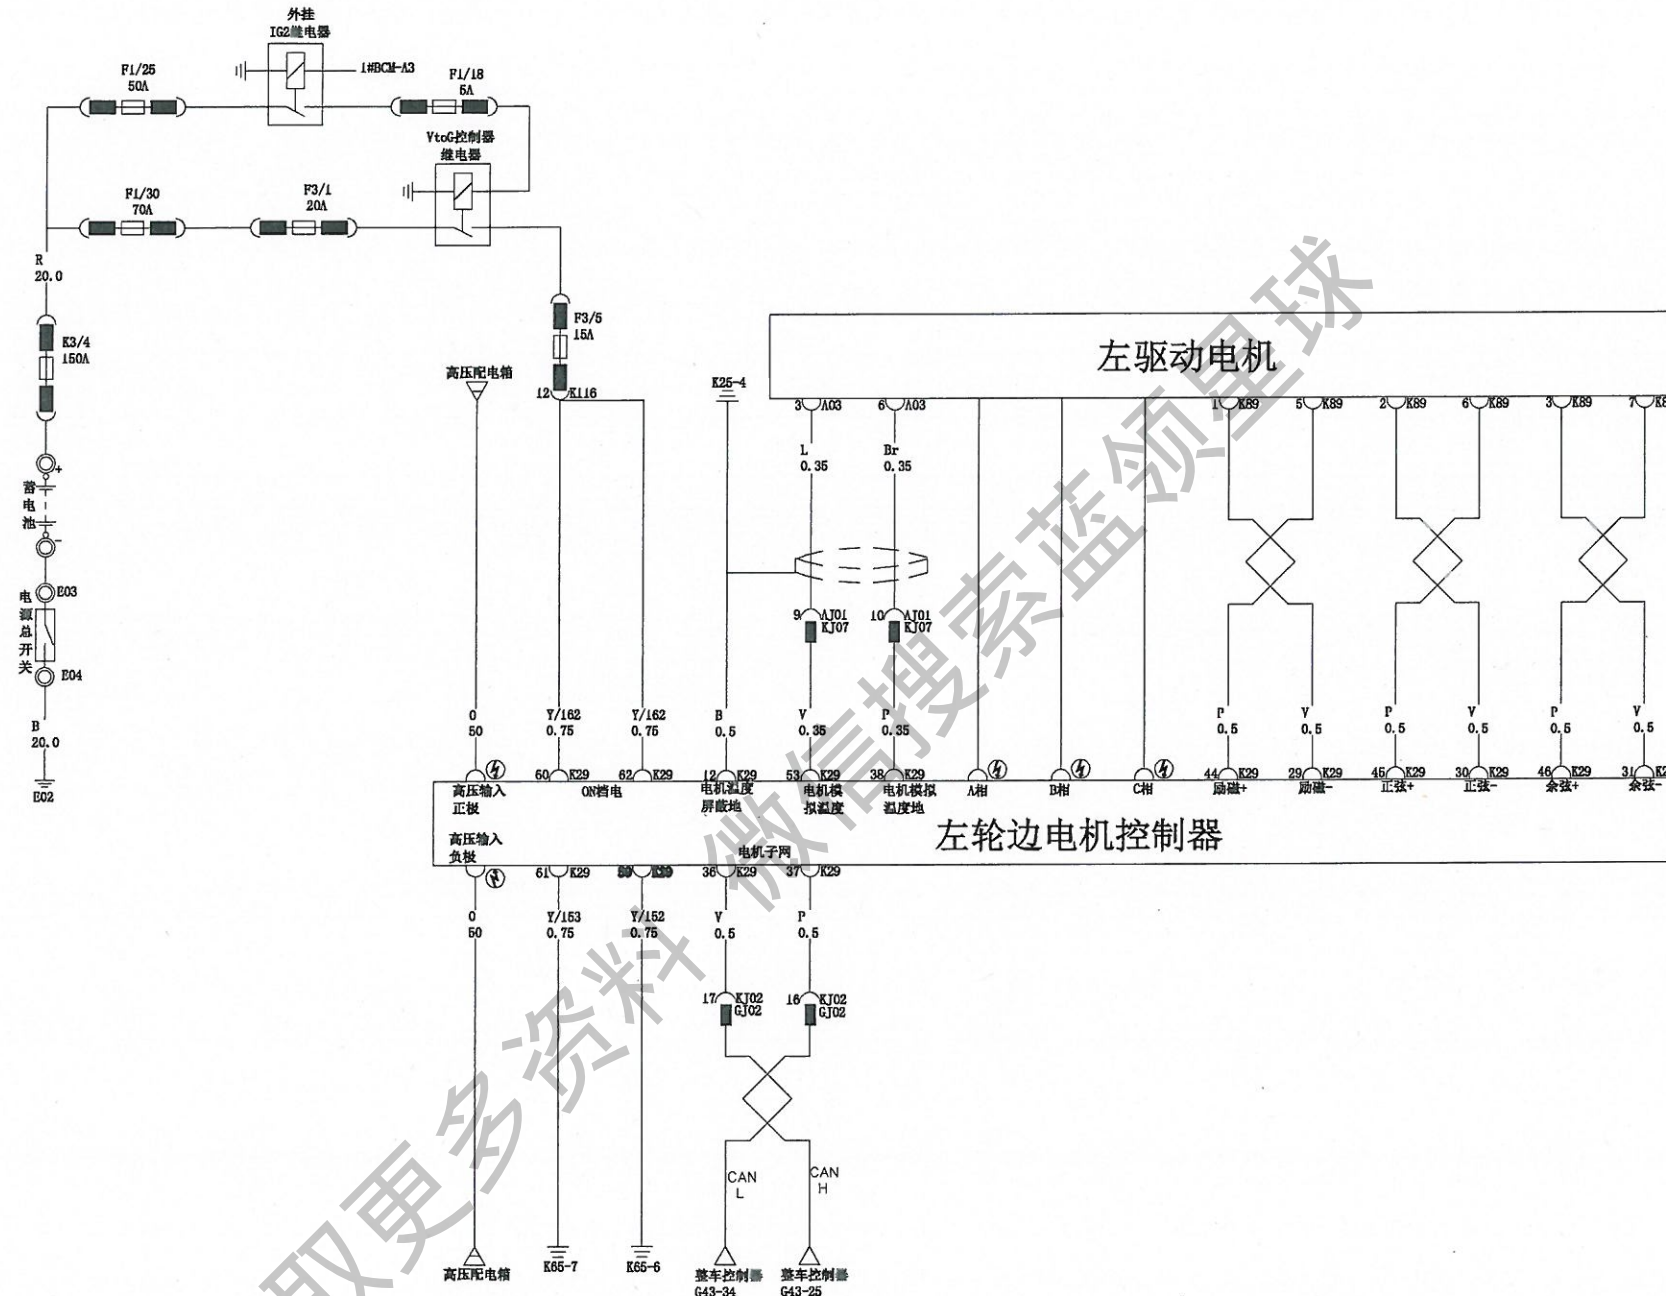 外挂
IG2继电器
1#BCM-A3
F1/25
50A
F1/18
5A
VtoG控制器
继电器
F1/30
70A
F3/1
20A
R
20.0
K3/4
150A
F3/5
15A
12 K116
+
蓄电池
-
E03
电源总开关
E04
B
20.0
E02
高压配电箱
K25-4
左驱动电机
3 A03
6 A03
1 K89
5 K89
2 K89
6 K89
3 K89
7
L
0.35
Br
0.35
9 AJ01
KJ07
10 AJ01
KJ07
O
50
Y/162
0.75
Y/162
0.75
B
0.5
V
0.35
P
0.35
P
0.5
V
0.5
P
0.5
V
0.5
P
0.5
V
0.5
60 K29
62 K29
12 K29
53 K29
38 K29
44 K29
29 K29
45 K29
30 K29
46 K29
31
高压输入
正极
ON档电
电机温度
屏蔽地
电机模
拟温度
电机模拟
温度地
A相
B相
C相
励磁+
励磁-
正弦+
正弦-
余弦+
余弦-
左轮边电机控制器
高压输入
负极
电机子网
61 K29
36 K29
37 K29
O
50
Y/153
0.75
Y/152
0.75
V
0.5
P
0.5
17 KJ02
GJ02
16 KJ02
GJ02
CAN
L
CAN
H
高压配电箱
K65-7
K65-6
整车控制器
G43-34
整车控制器
G43-25
取更多资料 微信搜索蓝领星球